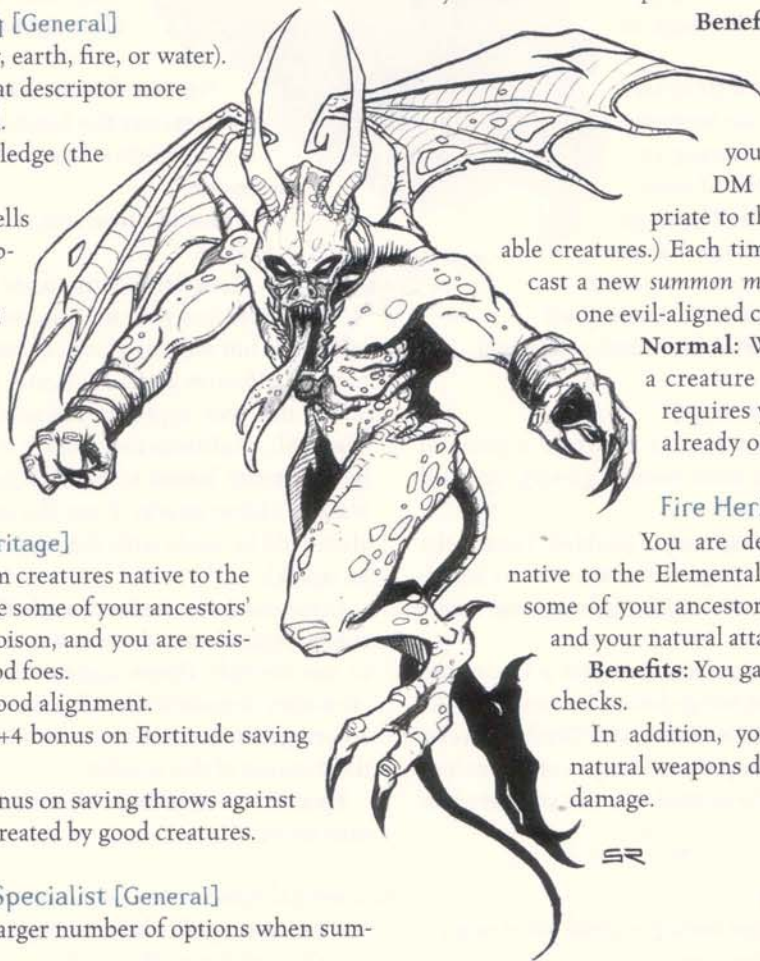 g [General]
, earth, fire, or water).
at descriptor more
.
ledge (the
ells
o-
ritage]
n creatures native to the
e some of your ancestors'
oison, and you are resis-
od foes.
ood alignment.
+4 bonus on Fortitude saving
nus on saving throws against
reated by good creatures.
Specialist [General]
arger number of options when sum-
Benef
you
DM
priate to th
able creatures.) Each tim
cast a new summon m
one evil-aligned c
Normal: W
a creature
requires y
already o
Fire Her
You are de
native to the Elemental
some of your ancestor
and your natural atta
Benefits: You ga
checks.
In addition, yo
natural weapons d
damage.
SR